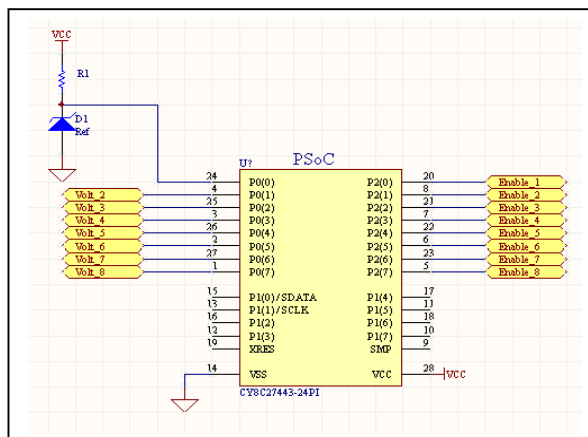 VCC
R1
D1
Ref
U?
PSoC
24 P0(0) P2(0) 20 Enable_1
Volt_2 4 P0(1) P2(1) 8 Enable_2
Volt_3 25 P0(2) P2(2) 21 Enable_3
Volt_4 3 P0(3) P2(3) 7 Enable_4
Volt_5 26 P0(4) P2(4) 22 Enable_5
Volt_6 2 P0(5) P2(5) 6 Enable_6
Volt_7 27 P0(6) P2(6) 23 Enable_7
Volt_8 1 P0(7) P2(7) 5 Enable_8
15 P1(0)/SDATA P1(4) 17
13 P1(1)/SCLK P1(5) 11
16 P1(2) P1(6) 18
12 P1(3) P1(7) 10
19 XRES SMP 9
14 VSS VCC 28 VCC
CY8C27443-24PI